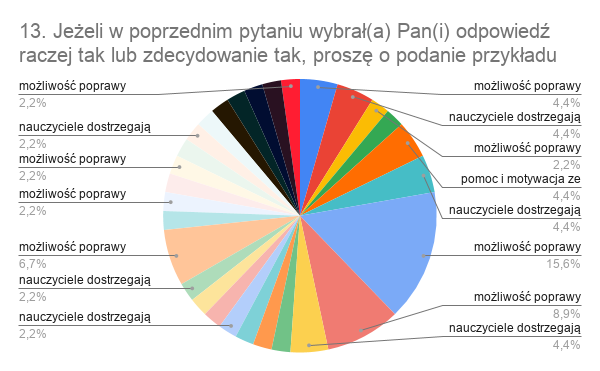 13. Jeżeli w poprzednim pytaniu wybrał(a) Pan(i) odpowiedź
raczej tak lub zdecydowanie tak, proszę o podanie przykładu
możliwość poprawy
2,2%
nauczyciele dostrzegają
2,2%
możliwość poprawy
2,2%
możliwość poprawy
2,2%
możliwość poprawy
6,7%
nauczyciele dostrzegają
2,2%
nauczyciele dostrzegają
2,2%
możliwość poprawy
4,4%
nauczyciele dostrzegają
4,4%
możliwość poprawy
2,2%
pomoc i motywacja ze
4,4%
nauczyciele dostrzegają
4,4%
możliwość poprawy
15,6%
możliwość poprawy
8,9%
nauczyciele dostrzegają
4,4%